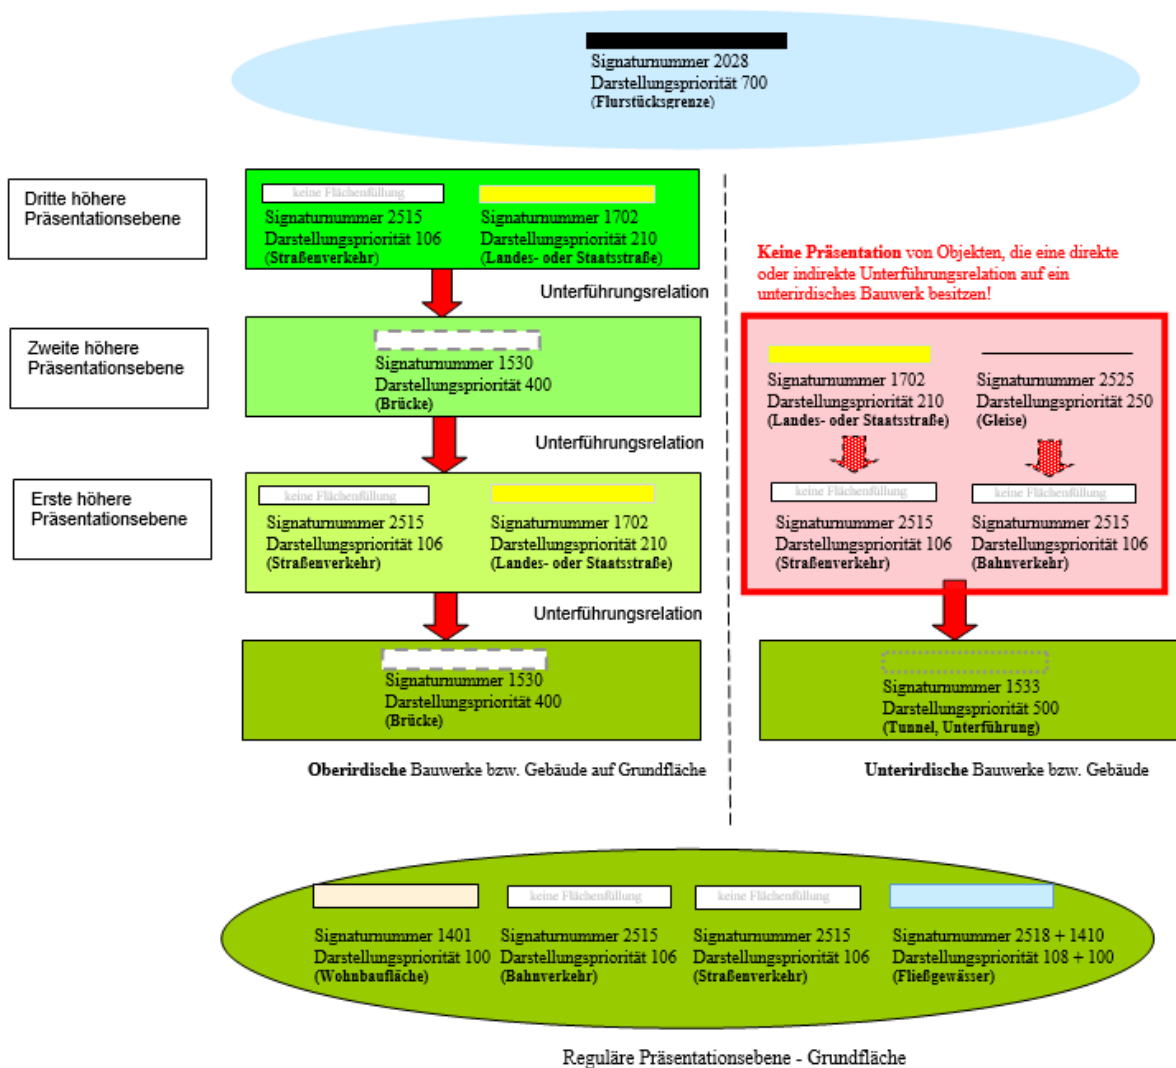 Signaturnummer 2028
Darstellungspriorität 700
(Flurstücksgrenze)
Dritte höhere
Präsentationsebene
keine Flächenfüllung
Signaturnummer 2515
Darstellungspriorität 106
(Straßenverkehr)
Signaturnummer 1702
Darstellungspriorität 210
(Landes- oder Staatsstraße)
Unterführungsrelation
Keine Präsentation von Objekten, die eine direkte
oder indirekte Unterführungsrelation auf ein
unterirdisches Bauwerk besitzen!
Zweite höhere
Präsentationsebene
Signaturnummer 1530
Darstellungspriorität 400
(Brücke)
Unterführungsrelation
Signaturnummer 1702
Darstellungspriorität 210
(Landes- oder Staatsstraße)
Signaturnummer 2525
Darstellungspriorität 250
(Gleise)
Erste höhere
Präsentationsebene
keine Flächenfüllung
Signaturnummer 2515
Darstellungspriorität 106
(Straßenverkehr)
Signaturnummer 1702
Darstellungspriorität 210
(Landes- oder Staatsstraße)
keine Flächenfüllung
Signaturnummer 2515
Darstellungspriorität 106
(Straßenverkehr)
keine Flächenfüllung
Signaturnummer 2515
Darstellungspriorität 106
(Bahnverkehr)
Unterführungsrelation
Signaturnummer 1530
Darstellungspriorität 400
(Brücke)
Signaturnummer 1533
Darstellungspriorität 500
(Tunnel, Unterführung)
Oberirdische Bauwerke bzw. Gebäude auf Grundfläche
Unterirdische Bauwerke bzw. Gebäude
Signaturnummer 1401
Darstellungspriorität 100
(Wohnbaufläche)
keine Flächenfüllung
Signaturnummer 2515
Darstellungspriorität 106
(Bahnverkehr)
keine Flächenfüllung
Signaturnummer 2515
Darstellungspriorität 106
(Straßenverkehr)
Signaturnummer 2518 + 1410
Darstellungspriorität 108 + 100
(Fließgewässer)
Reguläre Präsentationsebene - Grundfläche